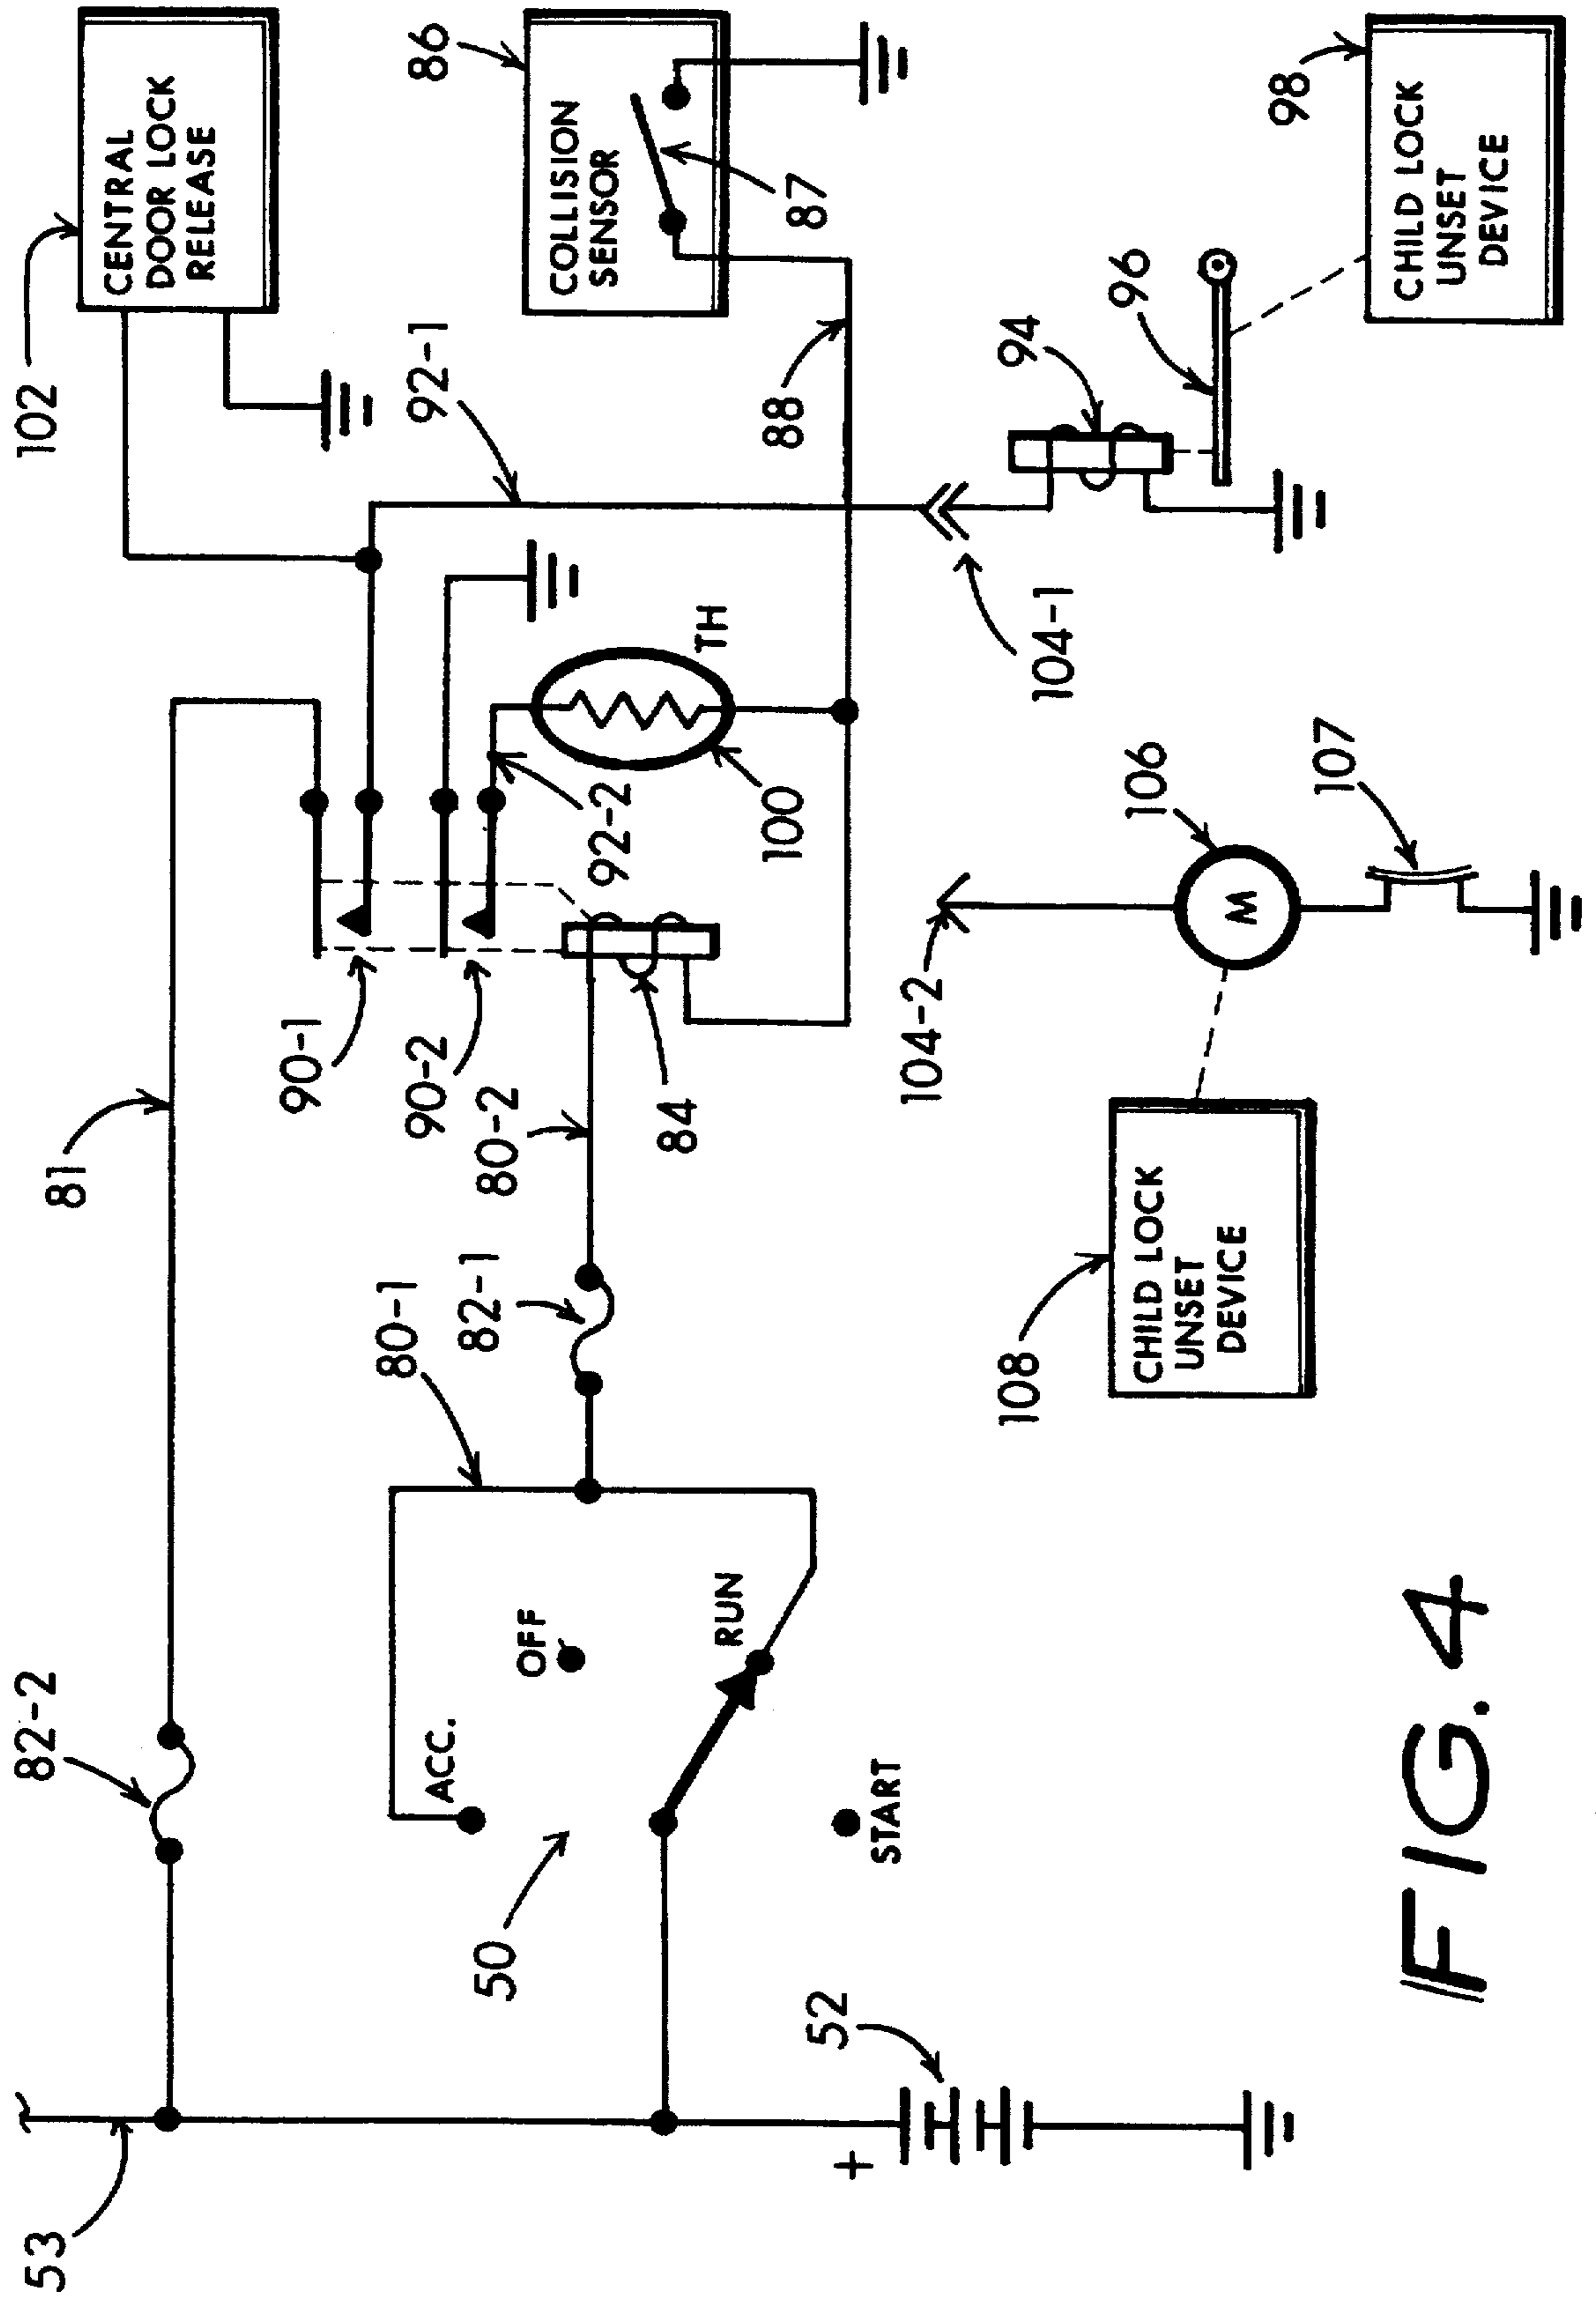 53
82-2
81
102
CENTRAL
DOOR LOCK
RELEASE
90-1
90-2
92-1
86
COLLISION
SENSOR
87
80-1
82-1
80-2
84
92-2
100
TH
88
50
ACC.
OFF
RUN
START
52
+
104-2
104-1
94
96
98
CHILD LOCK
UNSET
DEVICE
106
M
107
108
CHILD LOCK
UNSET
DEVICE
FIG. 4